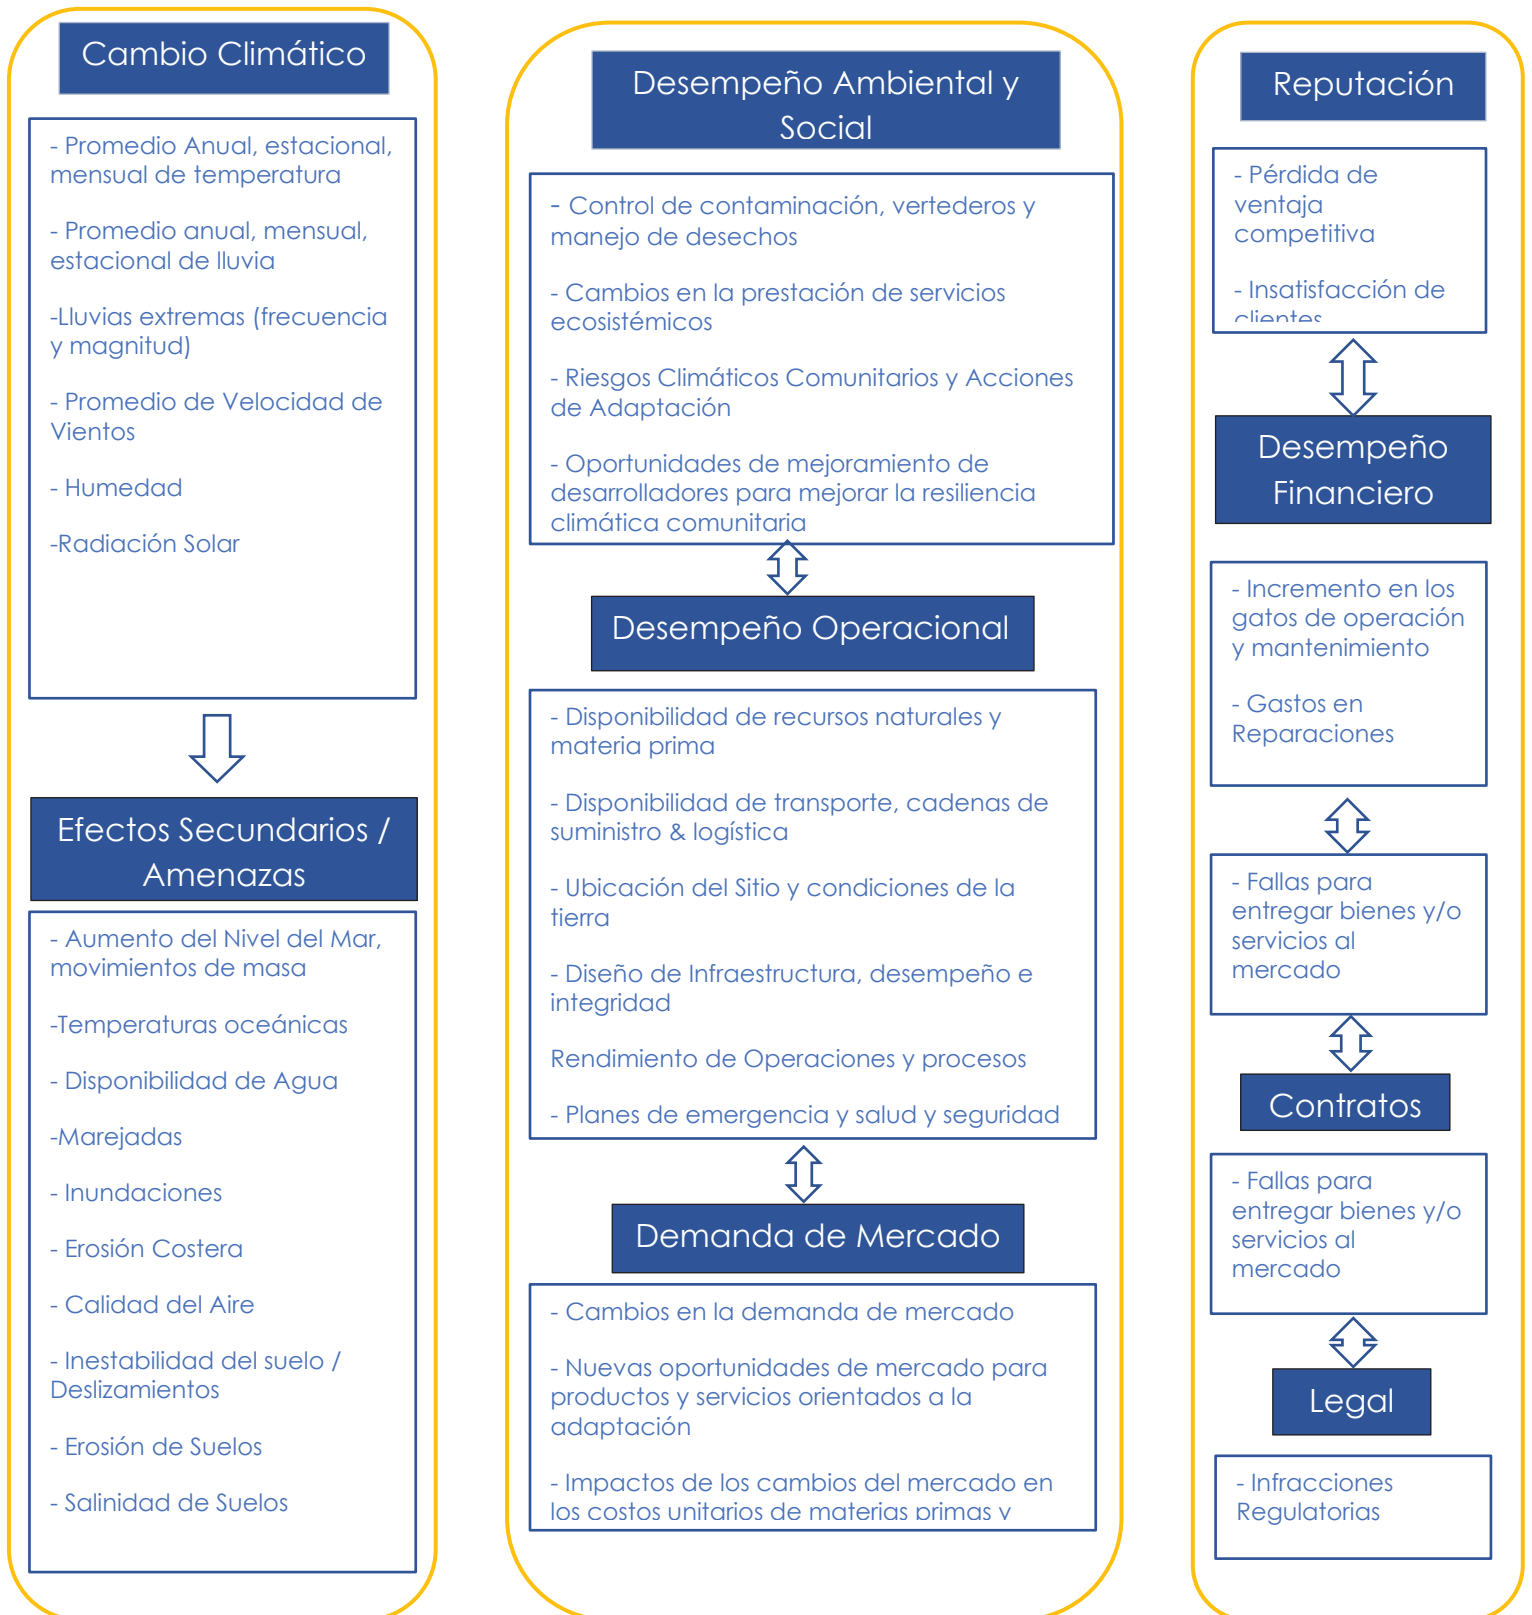 Cambio Climático
- Promedio Anual, estacional,
mensual de temperatura
- Promedio anual, mensual,
estacional de lluvia
-Lluvias extremas (frecuencia
y magnitud)
- Promedio de Velocidad de
Vientos
- Humedad
-Radiación Solar
Efectos Secundarios /
Amenazas
- Aumento del Nivel del Mar,
movimientos de masa
-Temperaturas oceánicas
- Disponibilidad de Agua
-Marejadas
- Inundaciones
- Erosión Costera
- Calidad del Aire
- Inestabilidad del suelo /
Deslizamientos
- Erosión de Suelos
- Salinidad de Suelos
Desempeño Ambiental y
Social
- Control de contaminación, vertederos y
manejo de desechos
- Cambios en la prestación de servicios
ecosistémicos
- Riesgos Climáticos Comunitarios y Acciones
de Adaptación
- Oportunidades de mejoramiento de
desarrolladores para mejorar la resiliencia
climática comunitaria
Desempeño Operacional
- Disponibilidad de recursos naturales y
materia prima
- Disponibilidad de transporte, cadenas de
suministro & logística
- Ubicación del Sitio y condiciones de la
tierra
- Diseño de Infraestructura, desempeño e
integridad
Rendimiento de Operaciones y procesos
- Planes de emergencia y salud y seguridad
Demanda de Mercado
- Cambios en la demanda de mercado
- Nuevas oportunidades de mercado para
productos y servicios orientados a la
adaptación
- Impactos de los cambios del mercado en
los costos unitarios de materias primas y
Reputación
- Pérdida de
ventaja
competitiva
- Insatisfacción de
clientes
Desempeño
Financiero
- Incremento en los
gatos de operación
y mantenimiento
- Gastos en
Reparaciones
- Fallas para
entregar bienes y/o
servicios al
mercado
Contratos
- Fallas para
entregar bienes y/o
servicios al
mercado
Legal
- Infracciones
Regulatorias